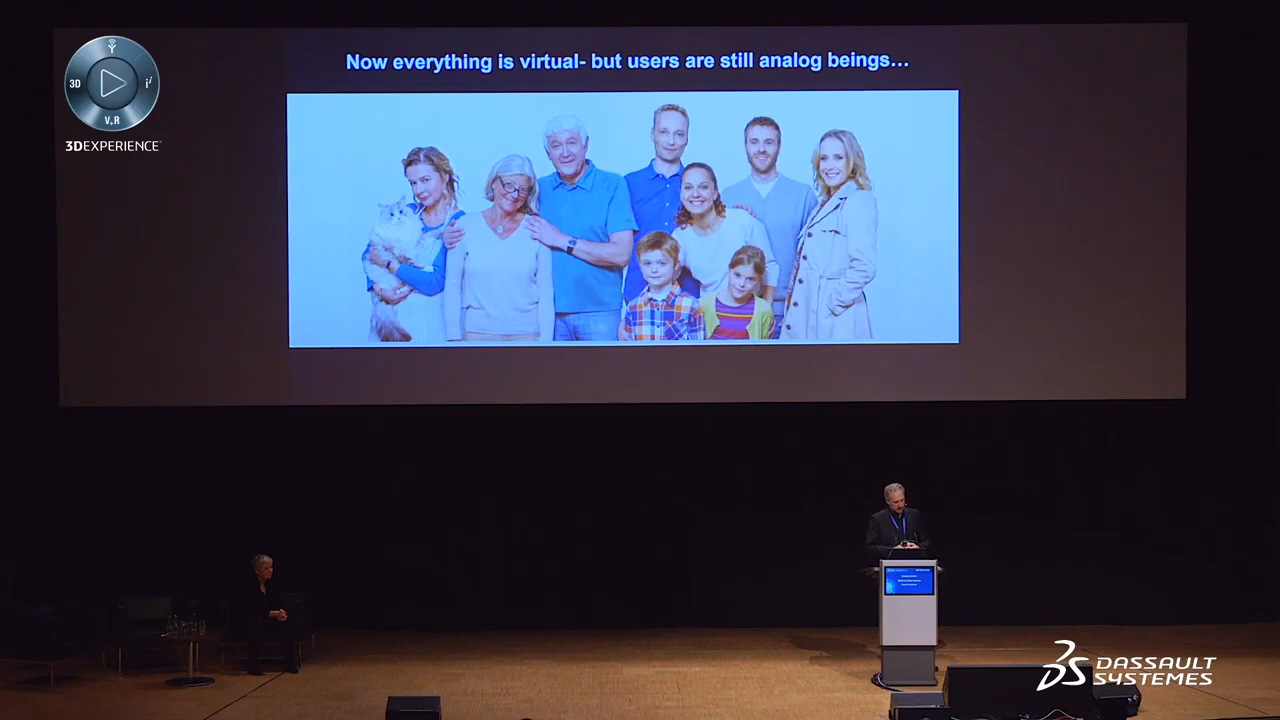 Now everything is virtual- but users are still analog beings...
3D
i
V,R
3DEXPERIENCE
DASSAULT
SYSTEMES